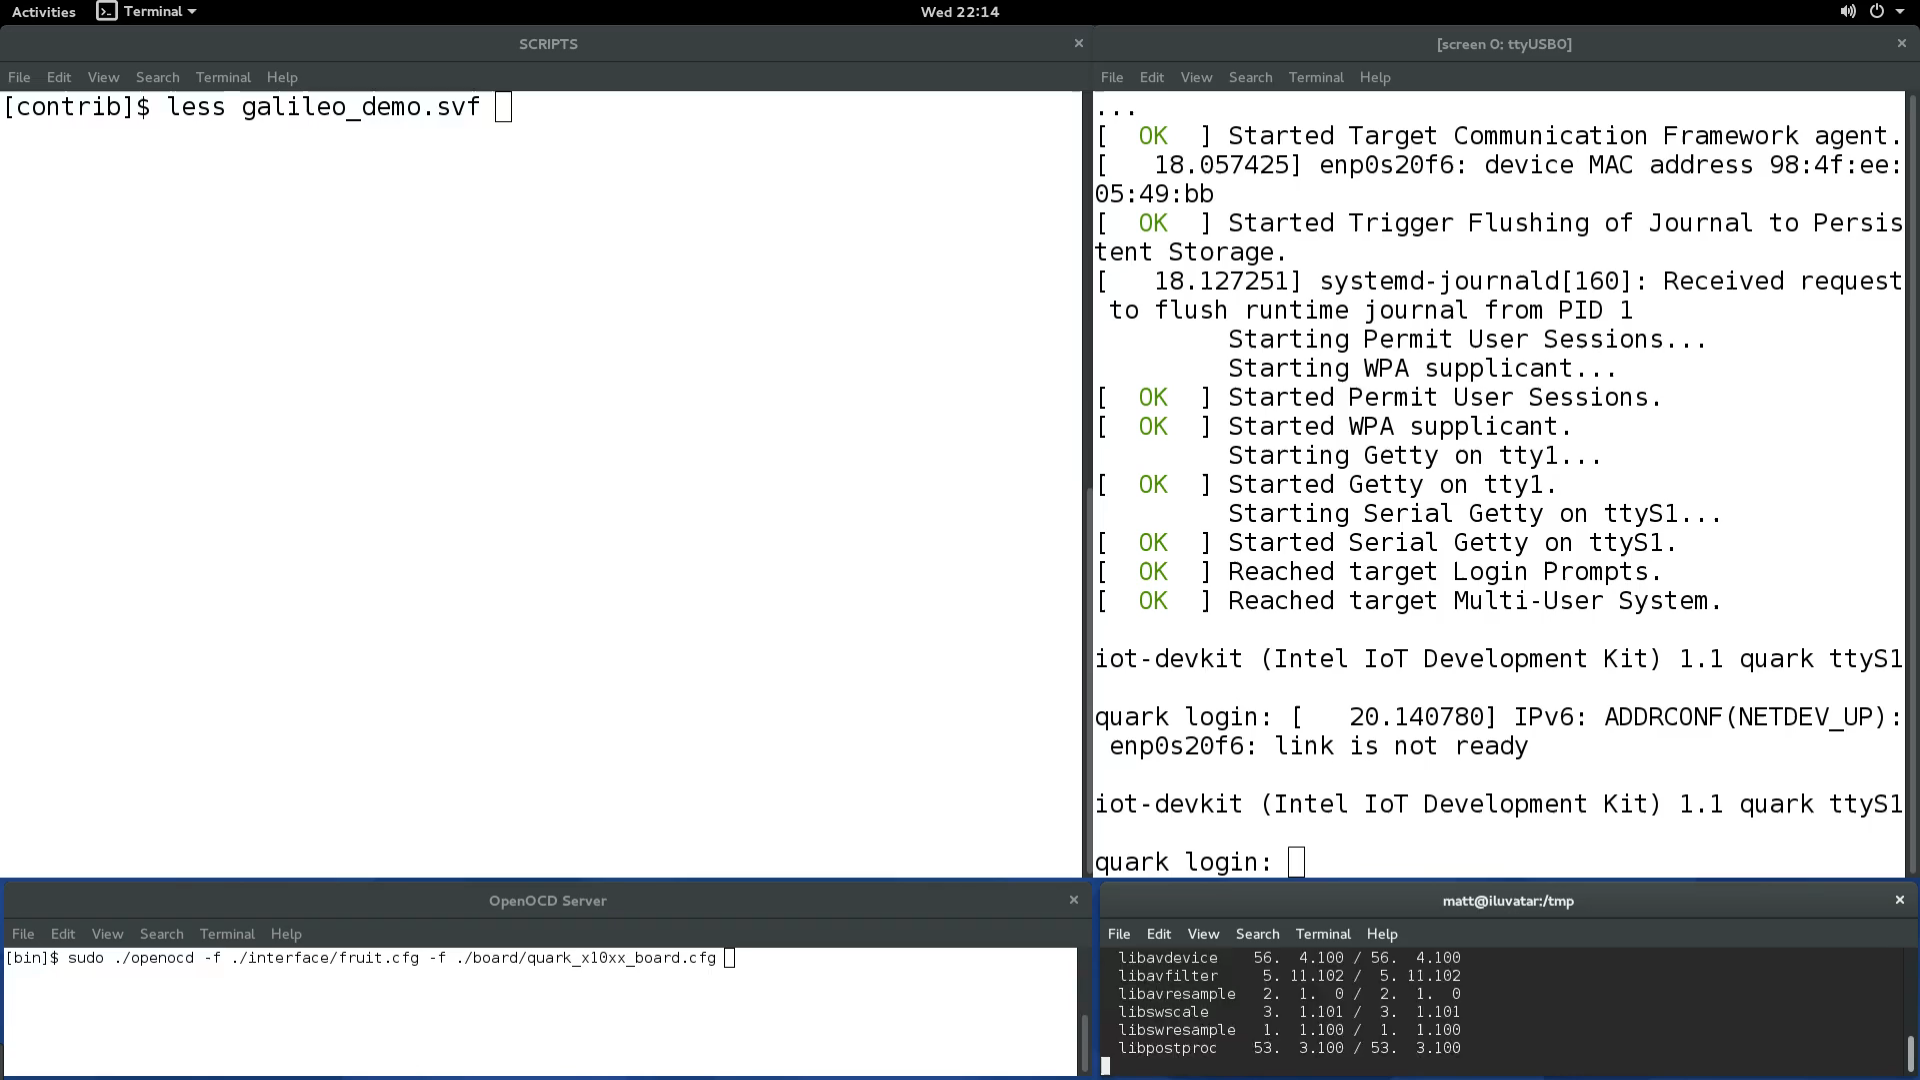 Activities Terminal Wed 22:14
SCRIPTS
File Edit View Search Terminal Help
[contrib]$ less galileo_demo.svf
[screen 0: ttyUSB0]
File Edit View Search Terminal Help
...
[  OK  ] Started Target Communication Framework agent.
[   18.057425] enp0s20f6: device MAC address 98:4f:ee:
05:49:bb
[  OK  ] Started Trigger Flushing of Journal to Persis
tent Storage.
[   18.127251] systemd-journald[160]: Received request
 to flush runtime journal from PID 1
         Starting Permit User Sessions...
         Starting WPA supplicant...
[  OK  ] Started Permit User Sessions.
[  OK  ] Started WPA supplicant.
         Starting Getty on tty1...
[  OK  ] Started Getty on tty1.
         Starting Serial Getty on ttyS1...
[  OK  ] Started Serial Getty on ttyS1.
[  OK  ] Reached target Login Prompts.
[  OK  ] Reached target Multi-User System.
iot-devkit (Intel IoT Development Kit) 1.1 quark ttyS1
quark login: [   20.140780] IPv6: ADDRCONF(NETDEV_UP):
 enp0s20f6: link is not ready
iot-devkit (Intel IoT Development Kit) 1.1 quark ttyS1
quark login:
OpenOCD Server
File Edit View Search Terminal Help
[bin]$ sudo ./openocd -f ./interface/fruit.cfg -f ./board/quark_x10xx_board.cfg
matt@iluvatar:/tmp
File Edit View Search Terminal Help
libavdevice    56.  4.100 / 56.  4.100
libavfilter     5. 11.102 /  5. 11.102
libavresample   2.  1.  0 /  2.  1.  0
libswscale      3.  1.101 /  3.  1.101
libswresample   1.  1.100 /  1.  1.100
libpostproc    53.  3.100 / 53.  3.100